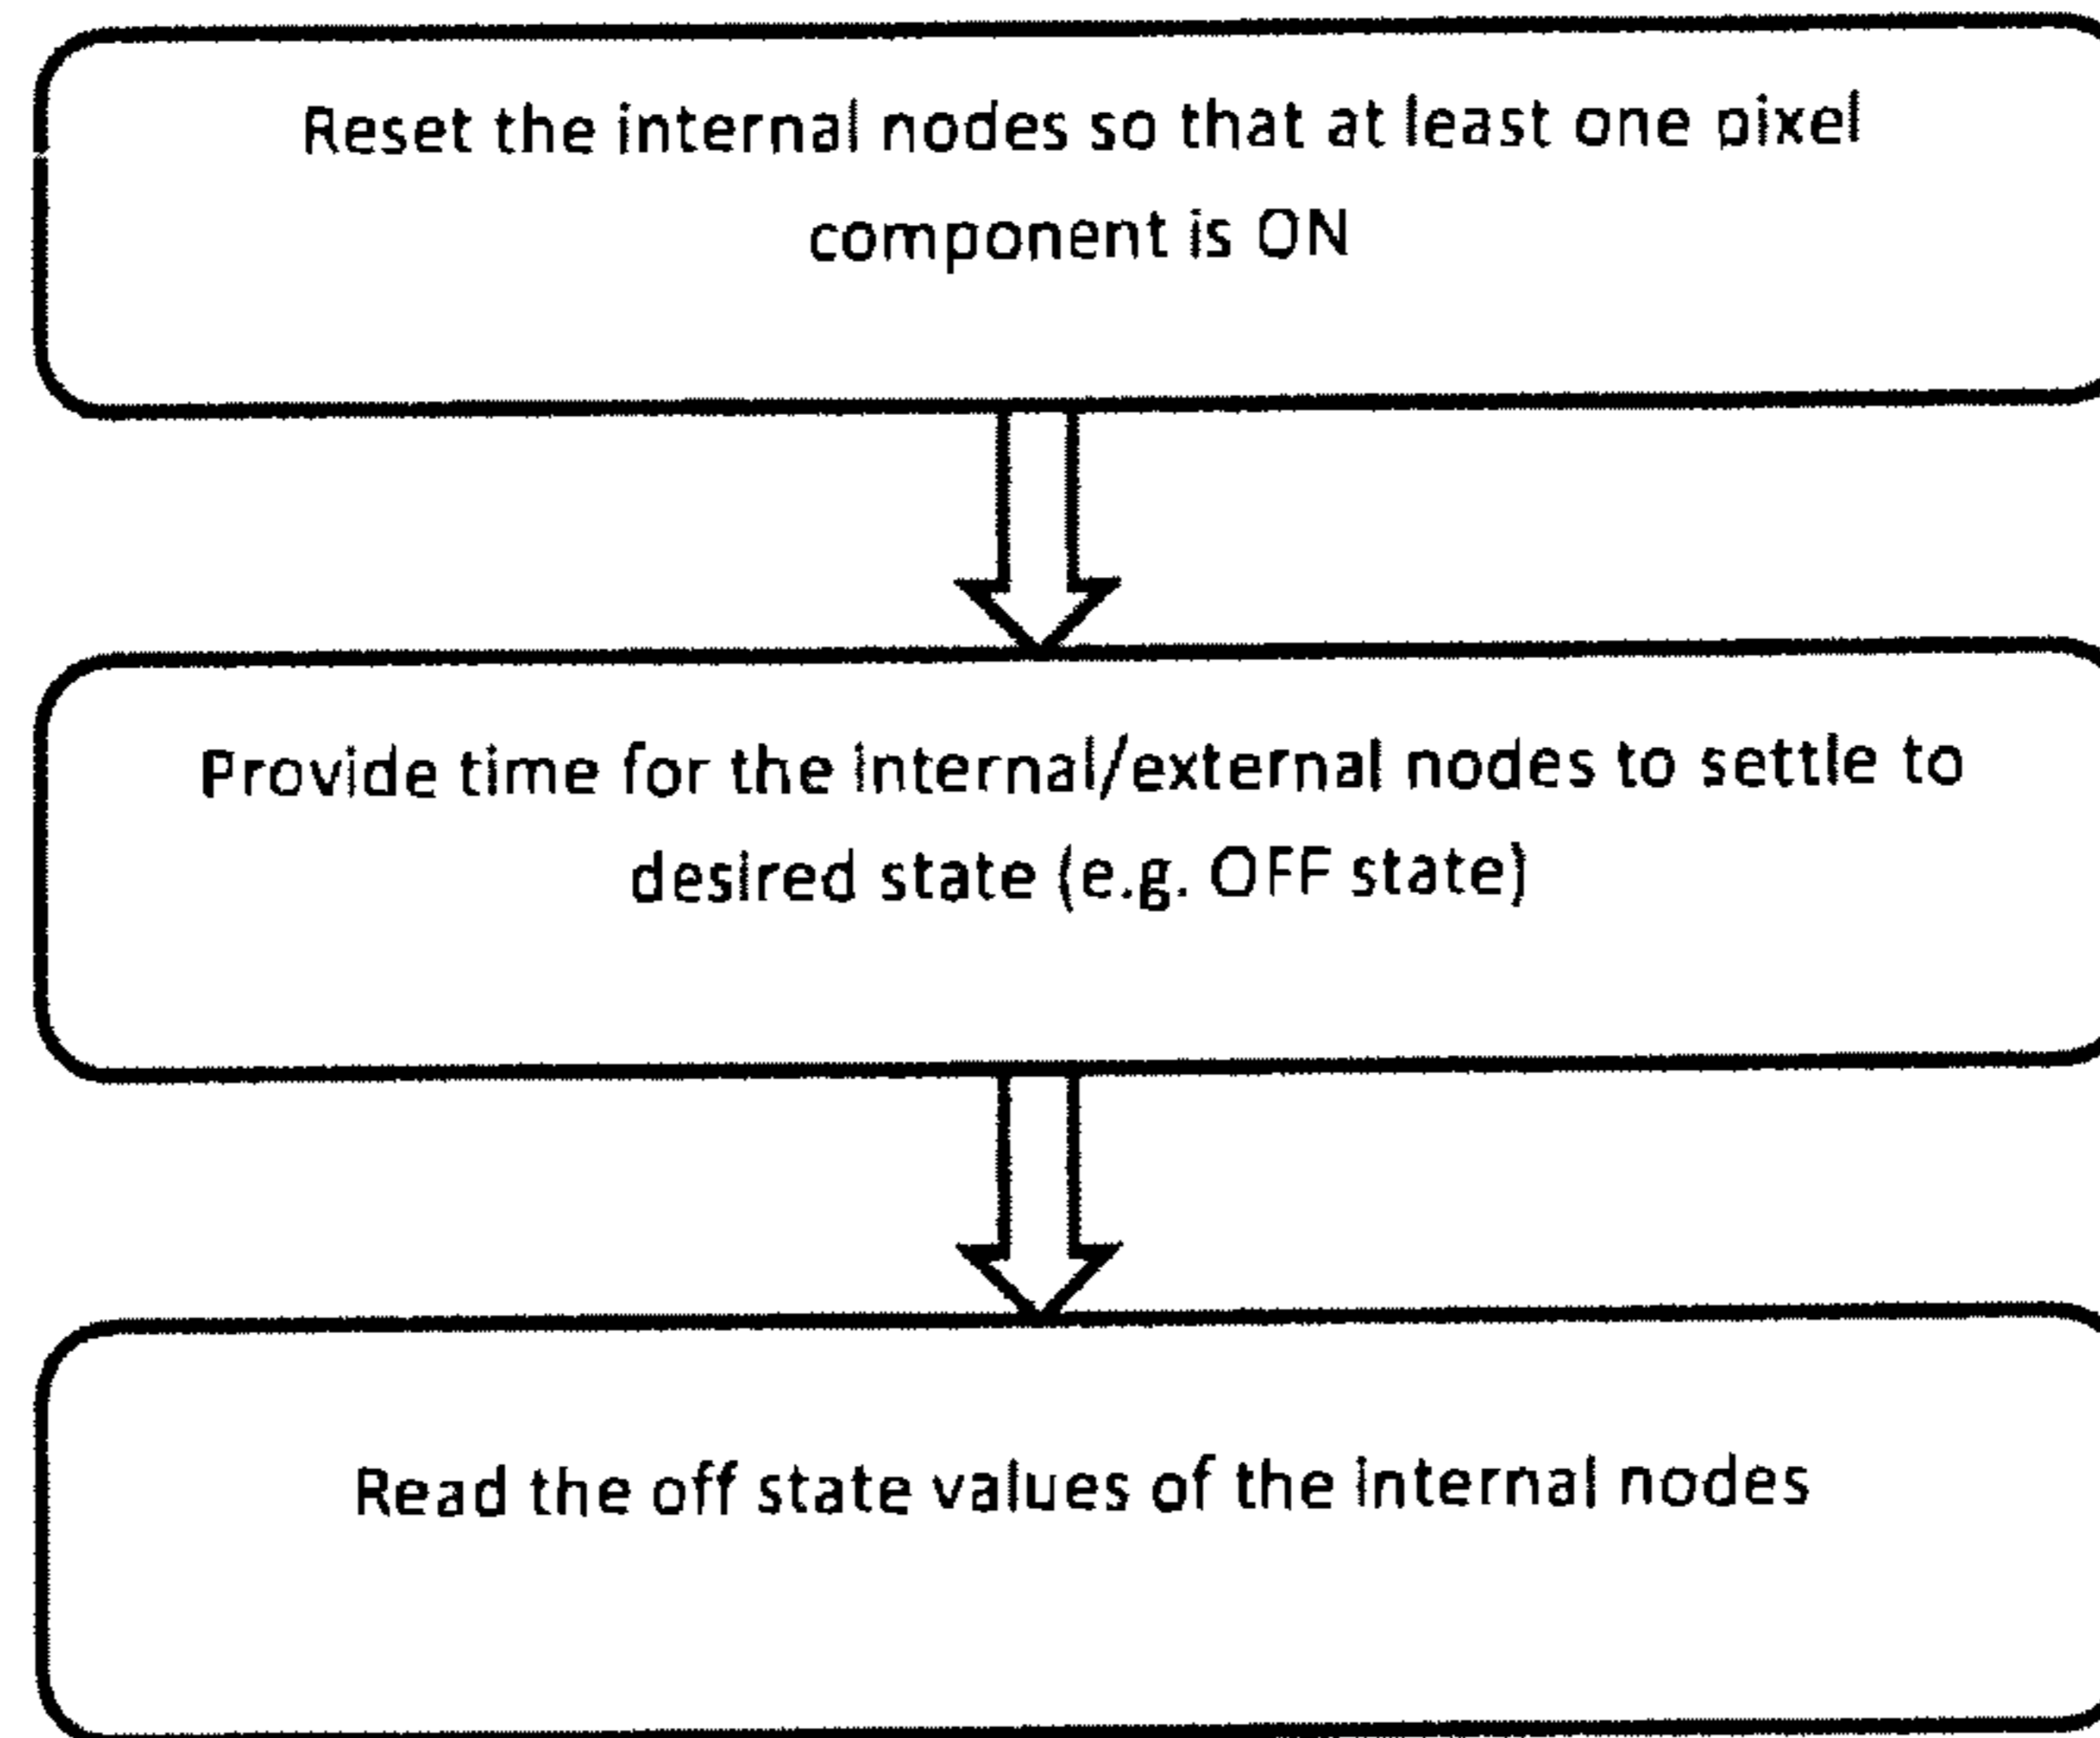 Reset the internal nodes so that at least one pixel
component is ON
Provide time for the internal/external nodes to settle to
desired state (e.g. OFF state)
Read the off state values of the internal nodes